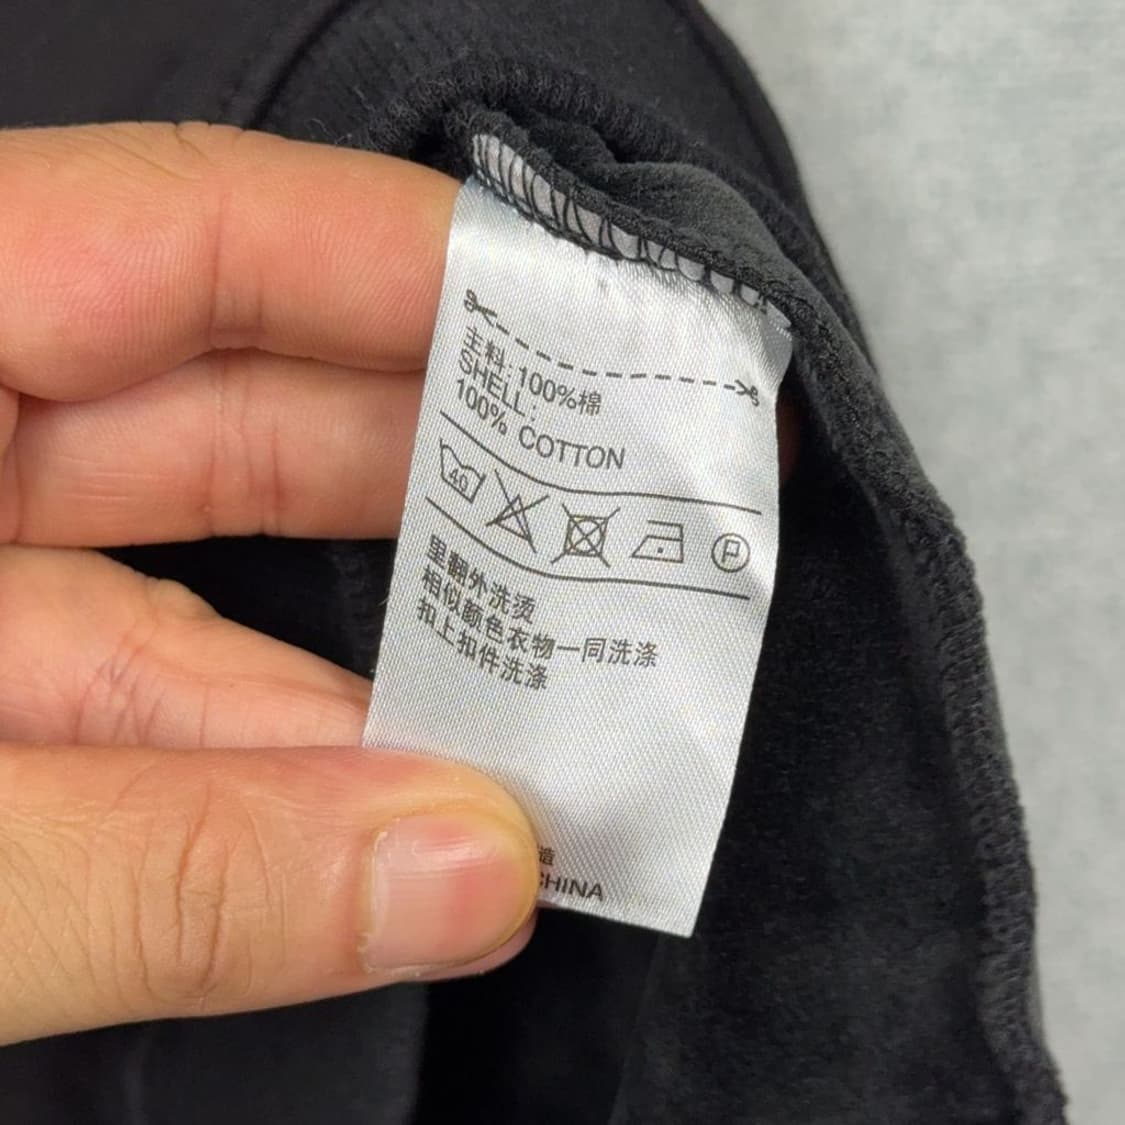 主料:100%棉
SHELL:
100% COTTON
40
P
里翻外洗烫
相似颜色衣物一同洗涤
扣上扣件洗涤
造
CHINA